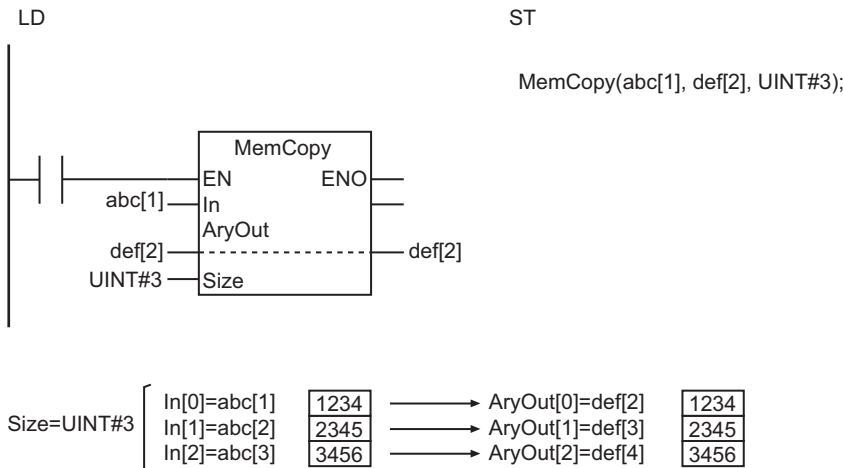 LD ST
MemCopy(abc[1], def[2], UINT#3);
MemCopy
EN ENO
abc[1] In
AryOut
def[2] def[2]
UINT#3 Size
In[0]=abc[1] 1234 AryOut[0]=def[2] 1234
Size=UINT#3 In[1]=abc[2] 2345 AryOut[1]=def[3] 2345
In[2]=abc[3] 3456 AryOut[2]=def[4] 3456